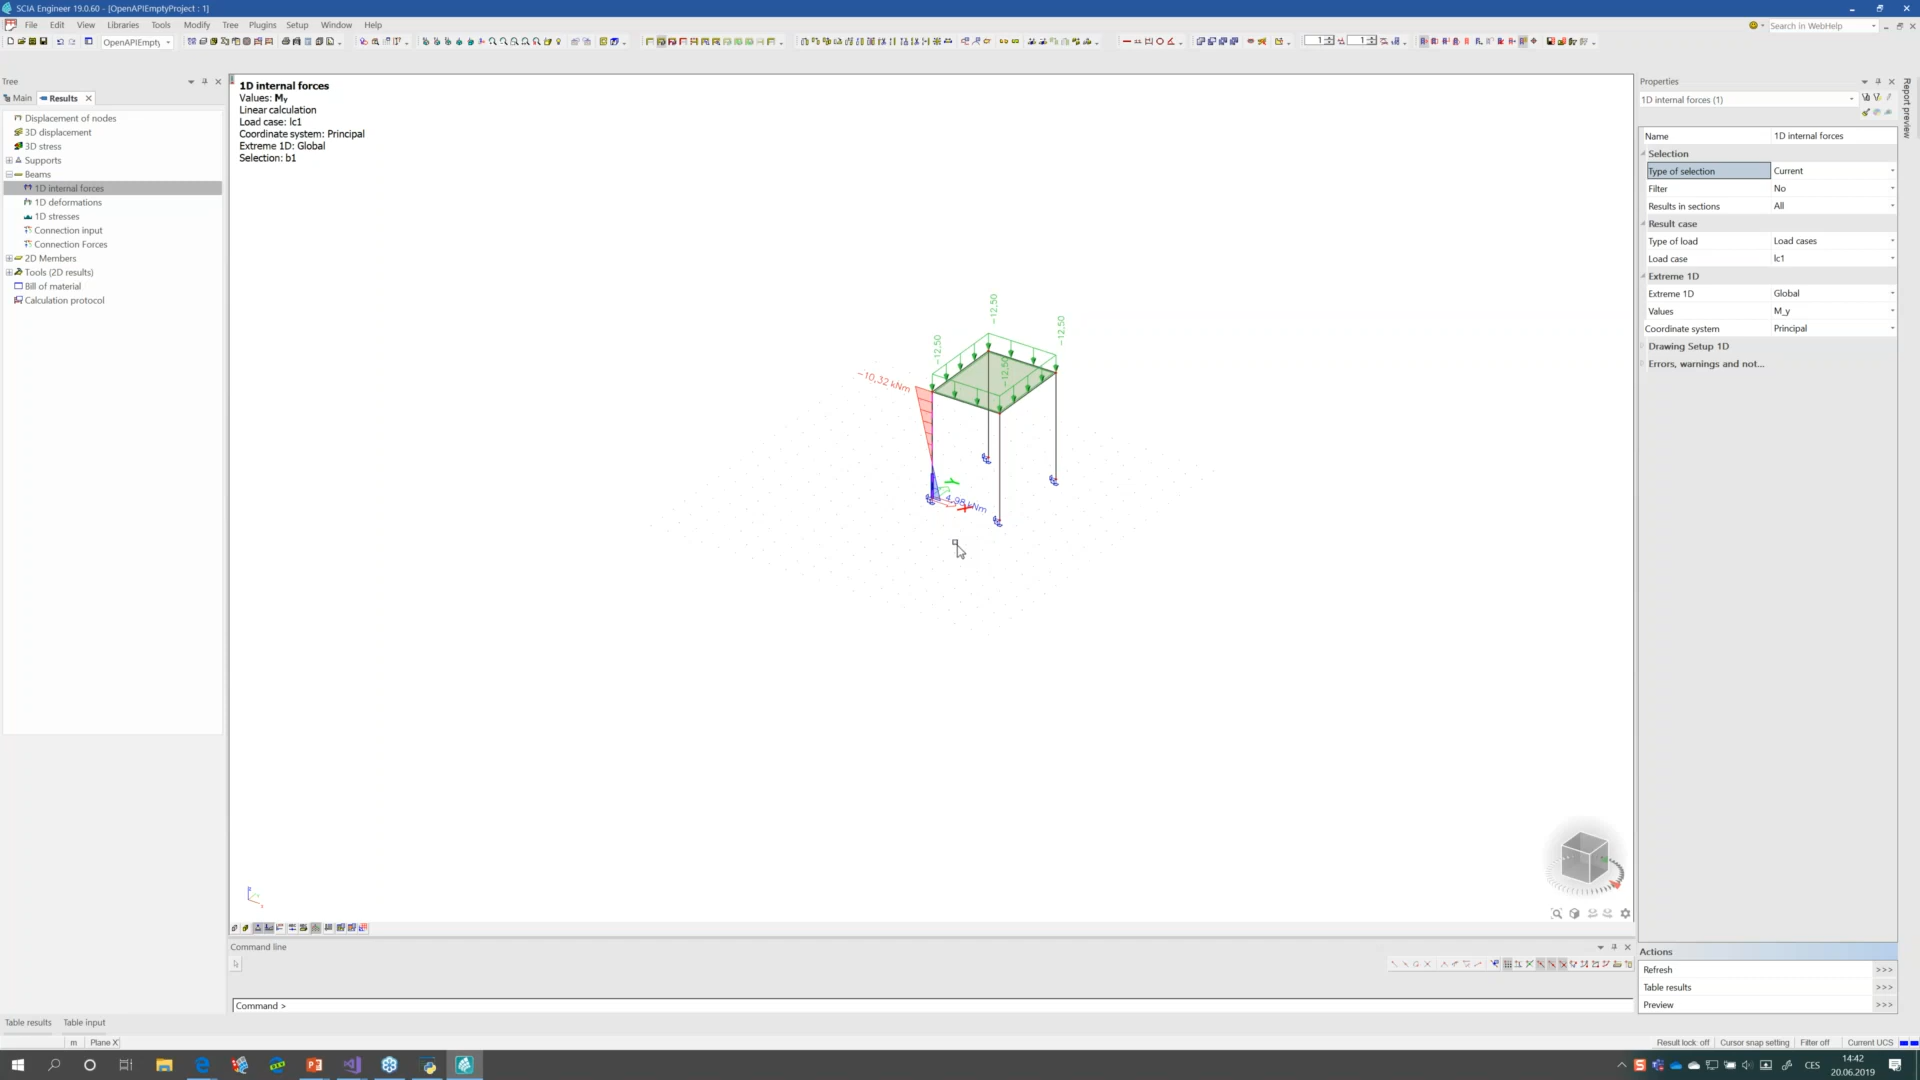 SCIA Engineer 19.0.60 - [OpenAPIEmptyProject : 1]
File Edit View Libraries Tools Modify Tree Plugins Setup Window Help
Search in WebHelp
OpenAPIEmpty
1 1
Tree
Main Results
Displacement of nodes
3D displacement
3D stress
Supports
Beams
1D internal forces
1D deformations
1D stresses
Connection input
Connection Forces
2D Members
Tools (2D results)
Bill of material
Calculation protocol
1D internal forces
Values: My
Linear calculation
Load case: lc1
Coordinate system: Principal
Extreme 1D: Global
Selection: b1
-12.50
-12.50
-12.50
-12.50
-10.32 kNm
4.98 kNm
Y
X
Properties
1D internal forces (1)
Name 1D internal forces
Selection
Type of selection Current
Filter No
Results in sections All
Result case
Type of load Load cases
Load case lc1
Extreme 1D
Extreme 1D Global
Values M_y
Coordinate system Principal
Drawing Setup 1D
Errors, warnings and not...
Report preview
Actions
Refresh >>>
Table results >>>
Preview >>>
Command line
Command >
Table results Table input
m Plane X
Result lock: off Cursor snap setting Filter off Current UCS
CES
14:42
20.06.2019